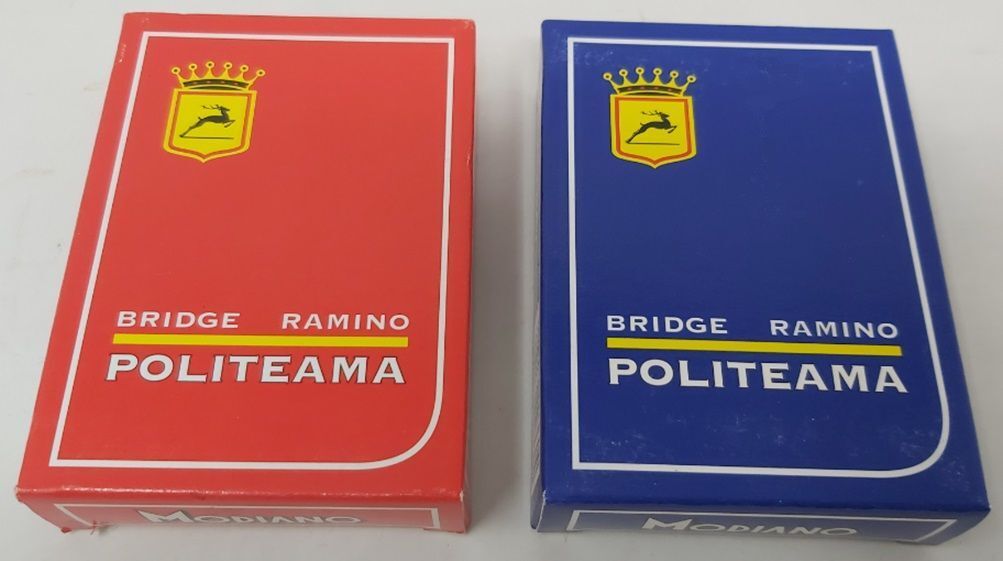 BRIDGE RAMINO
POLITEAMA
MODIANO
BRIDGE RAMINO
POLITEAMA
MODIANO